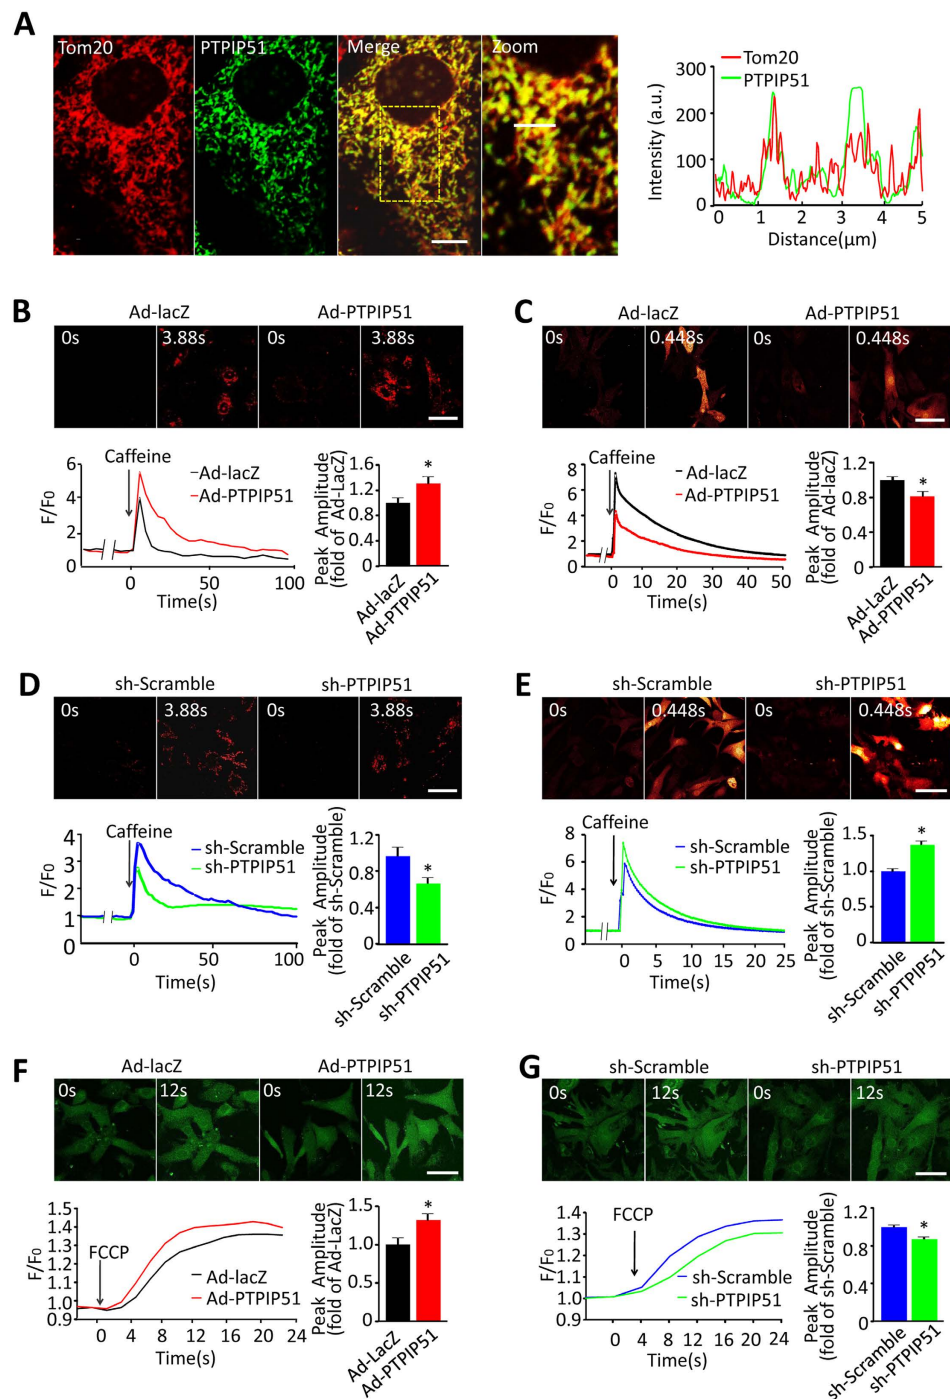 A
Tom20
PTPIP51
Merge
Zoom
Tom20
PTPIP51
Intensity (a.u.)
300
200
100
0
0 1 2 3 4 5
Distance(µm)
B
Ad-lacZ
Ad-PTPIP51
0s
3.88s
0s
3.88s
F/F0
6
4
2
0
Caffeine
Ad-lacZ
Ad-PTPIP51
0 50 100
Time(s)
Peak Amplitude
(fold of Ad-lacZ)
1.6
1.2
0.8
0.4
0
*
Ad-lacZ
Ad-PTPIP51
C
Ad-lacZ
Ad-PTPIP51
0s
0.448s
0s
0.448s
F/F0
8
6
4
2
0
Caffeine
Ad-lacZ
Ad-PTPIP51
0 10 20 30 40 50
Time(s)
Peak Amplitude
(fold of Ad-lacZ)
1.2
0.8
0.4
0
*
Ad-LacZ
Ad-PTPIP51
D
sh-Scramble
sh-PTPIP51
0s
3.88s
0s
3.88s
F/F0
4
3
2
1
0
Caffeine
sh-Scramble
sh-PTPIP51
0 50 100
Time(s)
Peak Amplitude
(fold of sh-Scramble)
1.2
0.8
0.4
0
*
sh-Scramble
sh-PTPIP51
E
sh-Scramble
sh-PTPIP51
0s
0.448s
0s
0.448s
F/F0
8
6
4
2
0
Caffeine
sh-Scramble
sh-PTPIP51
0 5 10 15 20 25
Time(s)
Peak Amplitude
(fold of sh-Scramble)
1.5
1.0
0.5
0
*
sh-Scramble
sh-PTPIP51
F
Ad-lacZ
Ad-PTPIP51
0s
12s
0s
12s
F/F0
1.5
1.4
1.3
1.2
1.1
1.0
0.9
FCCP
Ad-lacZ
Ad-PTPIP51
0 4 8 12 16 20 24
Time(s)
Peak Amplitude
(fold of Ad-LacZ)
1.5
1.0
0.5
0
*
Ad-LacZ
Ad-PTPIP51
G
sh-Scramble
sh-PTPIP51
0s
12s
0s
12s
F/F0
1.4
1.3
1.2
1.1
1.0
0.9
FCCP
sh-Scramble
sh-PTPIP51
0 4 8 12 16 20 24
Time(s)
Peak Amplitude
(fold of sh-Scramble)
1.2
0.8
0.4
0
*
sh-Scramble
sh-PTPIP51